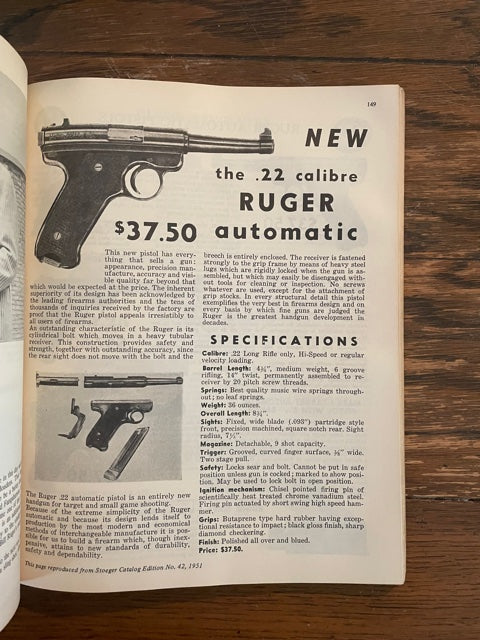 149
NEW
the .22 calibre
RUGER
$37.50 automatic
This new pistol has every-
thing that sells a gun:
appearance, precision man-
ufacture, accuracy and visi-
ble quality far beyond that
which would be expected at the price. The inherent
superiority of its design has been acknowledged by
the leading firearms authorities and the tens of
thousands of inquiries received by the factory are
proof that the Ruger pistol appeals irresistibly to
all users of firearms.
An outstanding characteristic of the Ruger is its
cylindrical bolt which moves in a heavy tubular
receiver. This construction provides safety and
strength, together with outstanding accuracy, since
the rear sight does not move with the bolt and the
The Ruger .22 automatic pistol is an entirely new
handgun for target and small game shooting.
Because of the extreme simplicity of the Ruger
automatic and because its design lends itself to
production by the most modern and economical
methods of interchangeable manufacture it is pos-
sible for us to build a firearm which, though inex-
pensive, attains to new standards of durability,
safety and dependability.
breech is entirely enclosed. The receiver is fastened
strongly to the grip frame by means of heavy steel
lugs which are rigidly locked when the gun is as-
sembled, but which may easily be disengaged with-
out tools for cleaning or inspection. No screws
whatever are used, except for the attachment of
grip stocks. In every structural detail this pistol
exemplifies the very best in firearms design and on
every basis by which fine guns are judged the
Ruger is the greatest handgun development in
decades.
SPECIFICATIONS
Calibre: .22 Long Rifle only, Hi-Speed or regular
velocity loading.
Barrel Length: 4¾", medium weight, 6 groove
rifling, 14" twist, permanently assembled to re-
ceiver by 20 pitch screw threads.
Springs: Best quality music wire springs through-
out; no leaf springs.
Weight: 36 ounces.
Overall Length: 8¾".
Sights: Fixed, wide blade (.093") partridge style
front, precision machined, square notch rear. Sight
radius, 7½".
Magazine: Detachable, 9 shot capacity.
Trigger: Grooved, curved finger surface, wide.
Two stage pull.
Safety: Locks sear and bolt. Cannot be put in safe
position unless gun is cocked; marked to show posi-
tion. May be used to lock bolt in open position.
Ignition mechanism: Chisel pointed firing pin of
scientifically heat treated chrome vanadium steel.
Firing pin actuated by short swing high speed ham-
mer.
Grips: Butaprene type hard rubber having excep-
tional resistance to impact; black gloss finish, sharp
diamond checkering.
Finish: Polished all over and blued.
Price: $37.50.
This page reproduced from Stoeger Catalog Edition No. 42, 1951